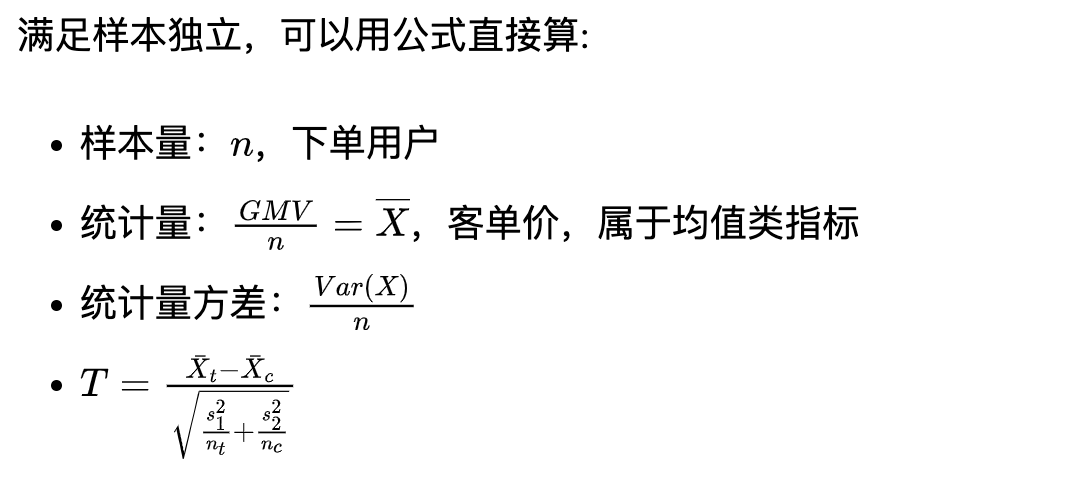 满足样本独立，可以用公式直接算:
• 样本量：$n$，下单用户
• 统计量：$\frac{GMV}{n} = \overline{X}$，客单价，属于均值类指标
• 统计量方差：$\frac{Var(X)}{n}$
• $T = \frac{\bar{X}_t - \bar{X}_c}{\sqrt{\frac{s_1^2}{n_t} + \frac{s_2^2}{n_c}}}$